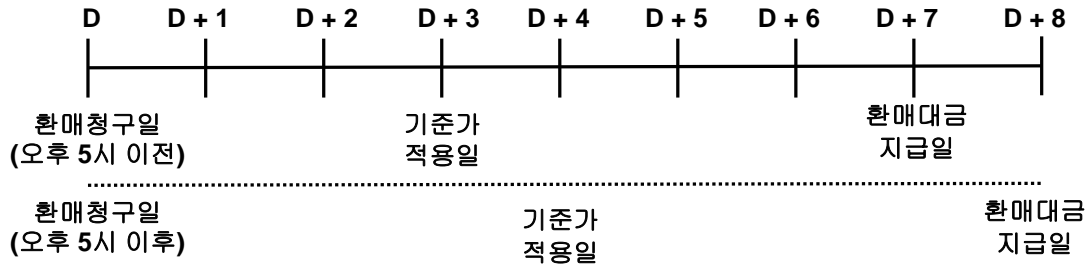 D D + 1 D + 2 D + 3 D + 4 D + 5 D + 6 D + 7 D + 8
환매청구일
(오후 5시 이전)
기준가
적용일
환매대금
지급일
환매청구일
(오후 5시 이후)
기준가
적용일
환매대금
지급일